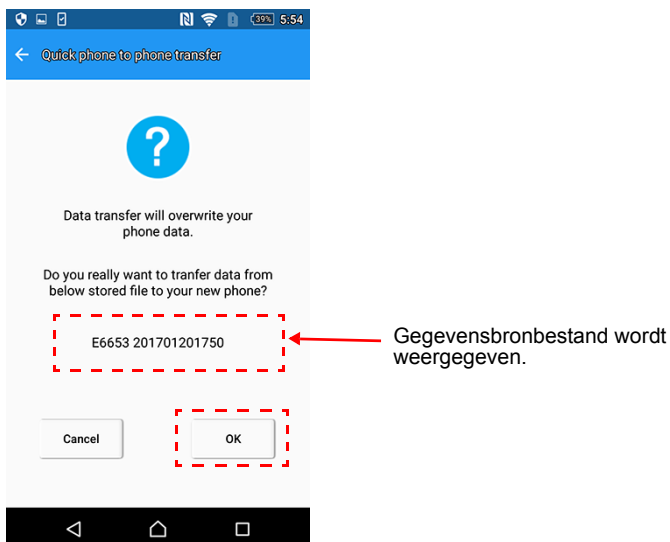 39% 5:54
Quick phone to phone transfer
?
Data transfer will overwrite your
phone data.
Do you really want to tranfer data from
below stored file to your new phone?
E6653 201701201750
Gegevensbronbestand wordt
weergegeven.
Cancel
OK